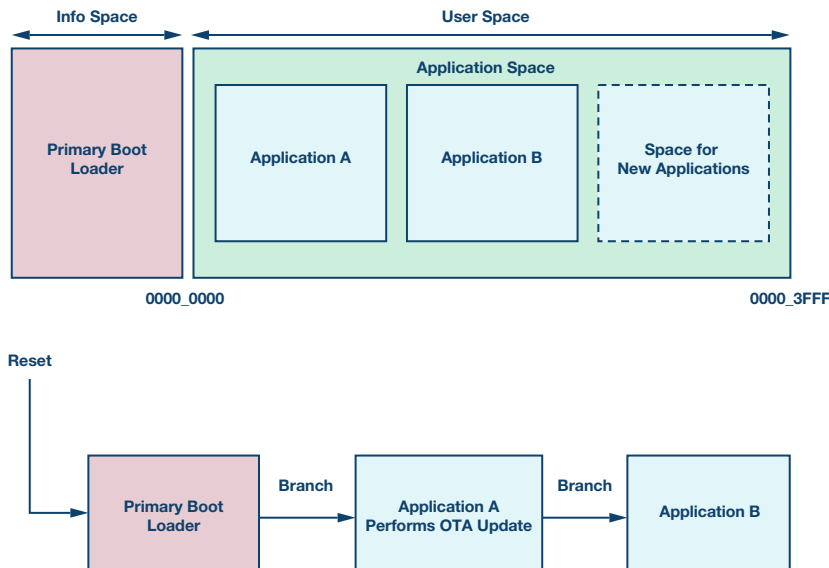 Info Space
User Space
Application Space
Primary Boot
Loader
Application A
Application B
Space for
New Applications
0000_0000
0000_3FFF
Reset
Primary Boot
Loader
Branch
Application A
Performs OTA Update
Branch
Application B